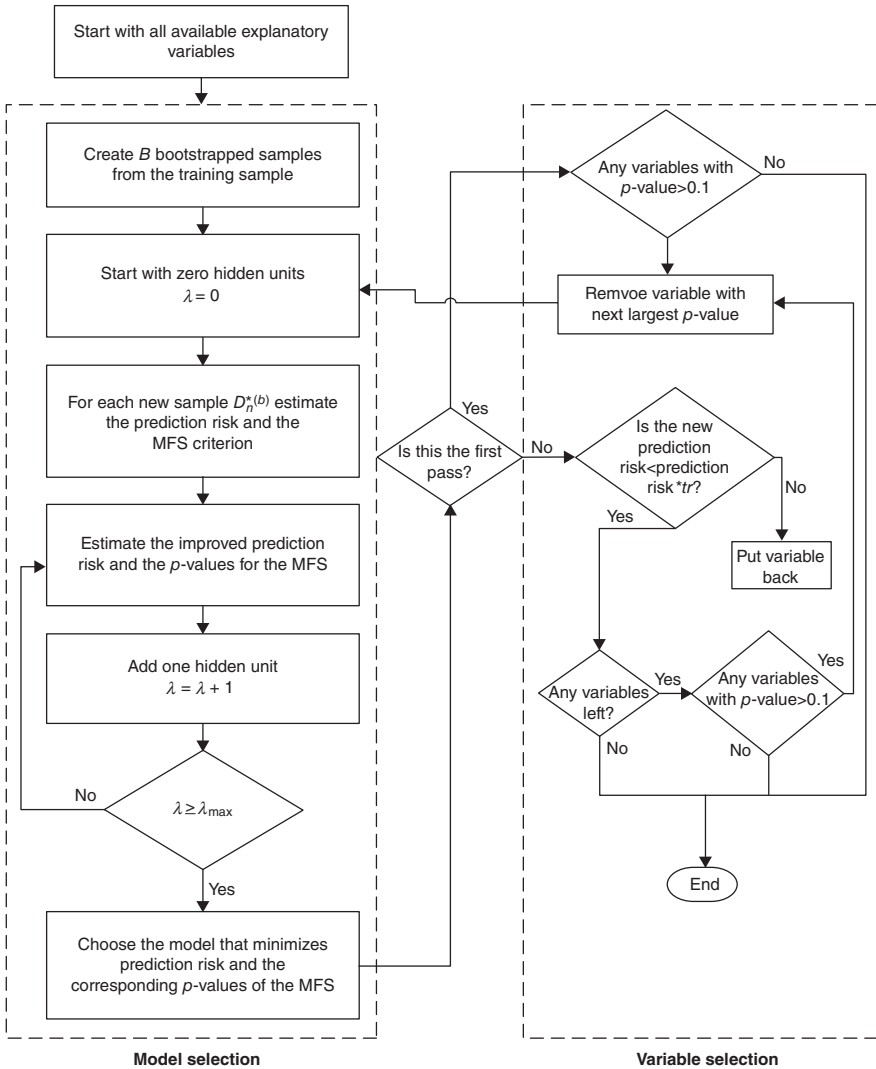 Start with all available explanatory
variables
Create B bootstrapped samples
from the training sample
Start with zero hidden units
λ = 0
For each new sample D*(b)n estimate
the prediction risk and the
MFS criterion
Estimate the improved prediction
risk and the p-values for the MFS
Add one hidden unit
λ = λ + 1
No
λ ≥ λmax
Yes
Choose the model that minimizes
prediction risk and the
corresponding p-values of the MFS
Model selection
Yes
Is this the first
pass?
No
Any variables with
p-value>0.1
No
Remvoe variable with
next largest p-value
Is the new
prediction
risk<prediction
risk*tr?
No
Yes
Put variable
back
Any variables
left?
Yes
No
Any variables
with p-value>0.1
Yes
No
End
Variable selection